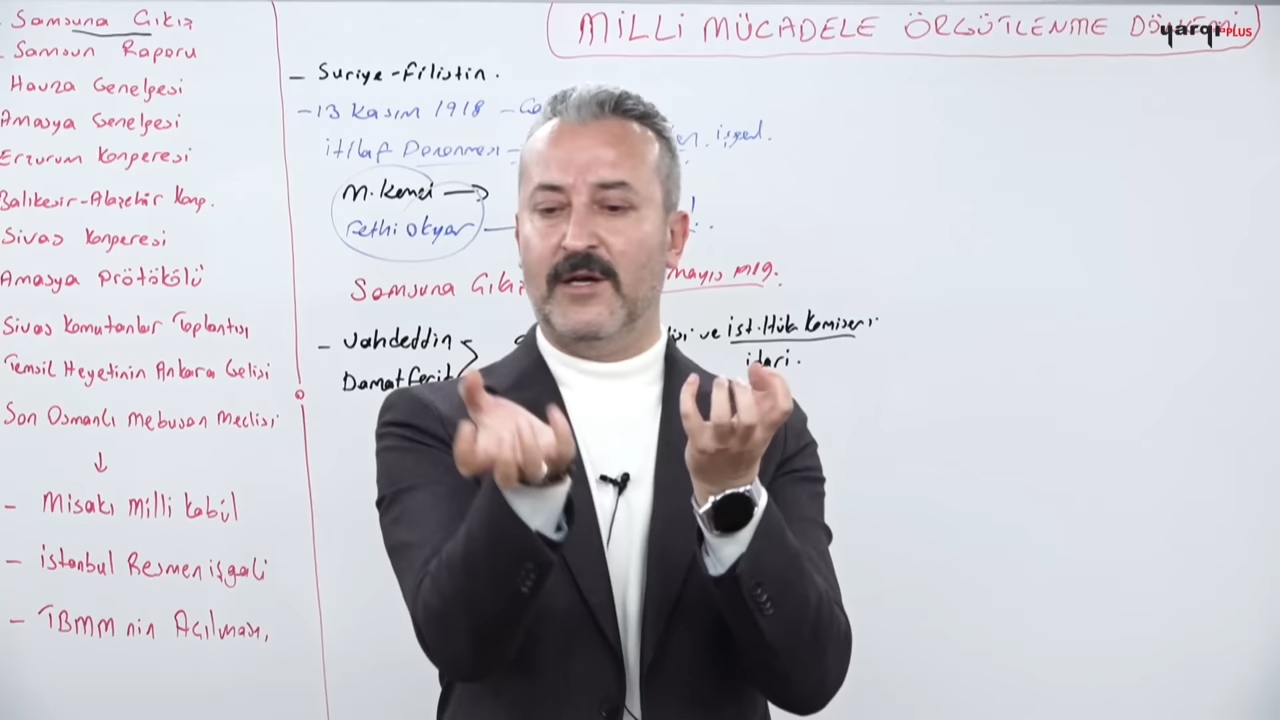 MİLLİ MÜCADELE ÖRGÜTLENME
yargı PLUS
- Samsuna Çıkış
- Samsun Raporu
Havza Genelgesi
Amasya Genelgesi
Erzurum Kongresi
Balıkesir-Alaşehir Kong.
Sivas Kongresi
Amasya Protokolü
Sivas Komutanlar Toplantısı
Temsil Heyetinin Ankara Gelişi
Son Osmanlı Mebusan Meclisi
↓
- Misakı Milli Kabül
- İstanbul Resmen işgali
- TBMM nin Açılması,
- Suriye-Filistin.
- 13 Kasım 1918 -
itilaf Donanması - işgal.
M. Kemal →
Fethi Okyar - !
Samsuna Çıkış mayıs 1919.
- Vahdeddin ve ist. Hük Komiseri.
Damat Ferit idari.